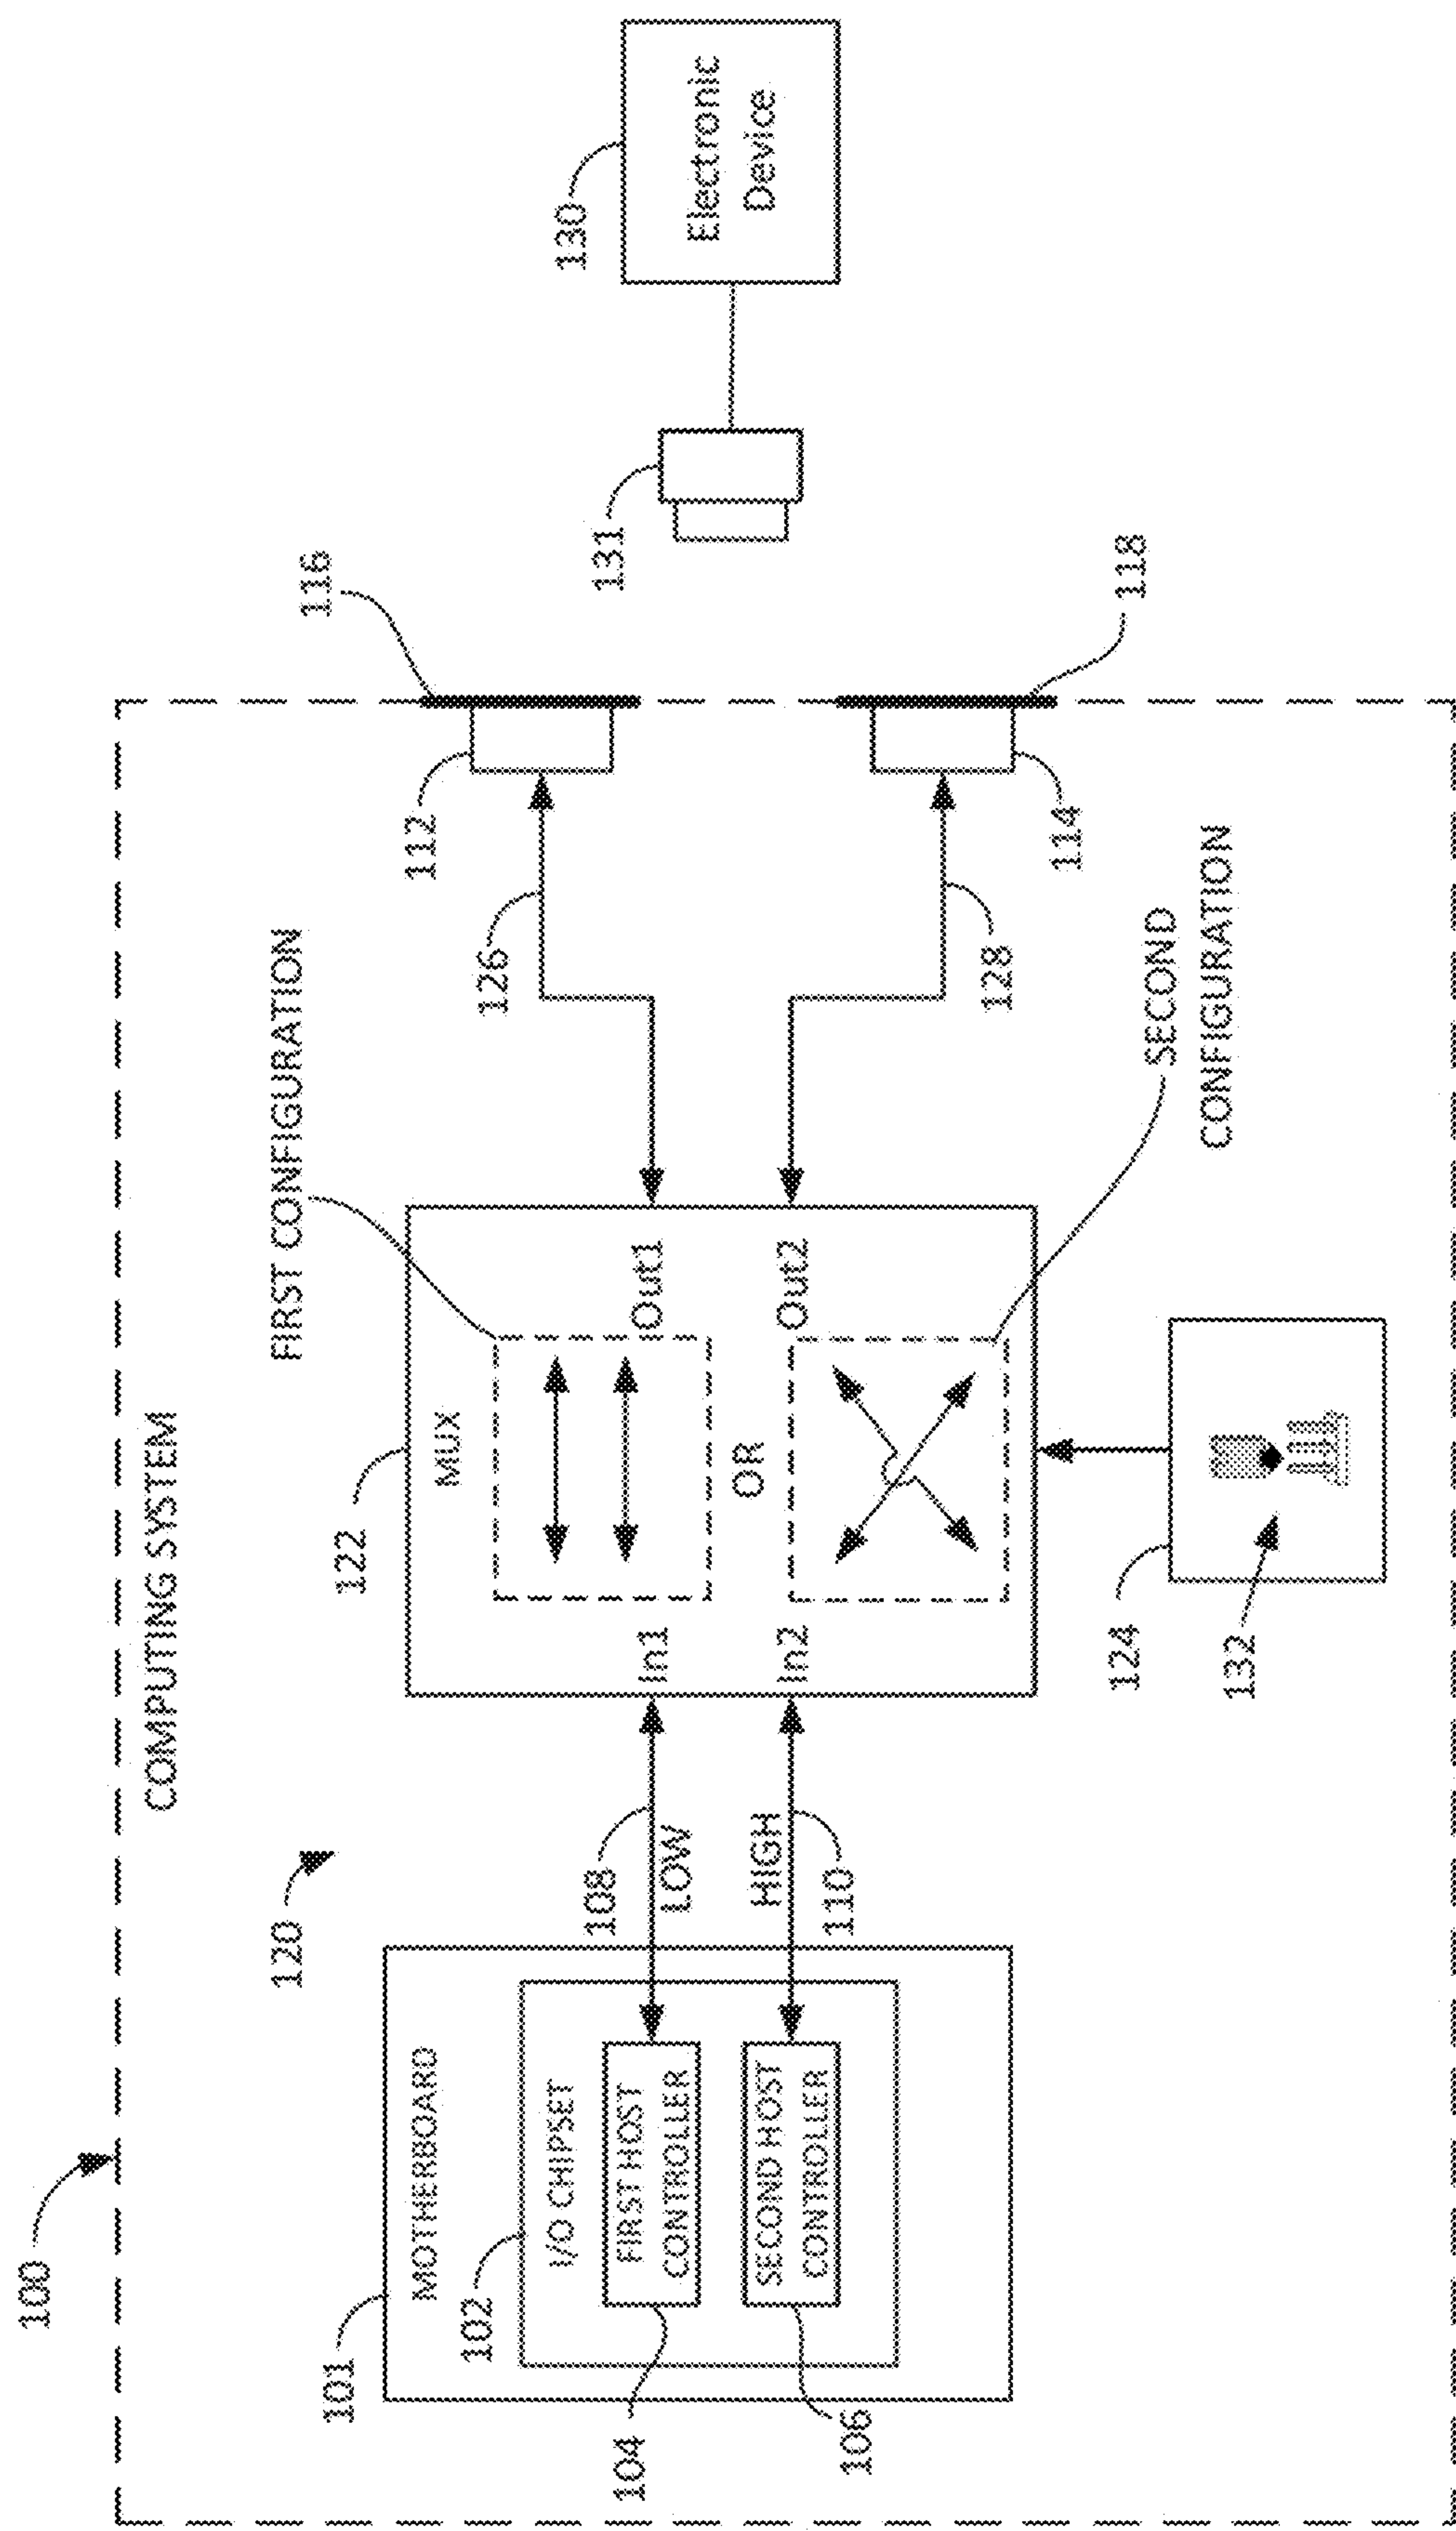 100
COMPUTING SYSTEM
120
101
MOTHERBOARD
102
I/O CHIPSET
104
FIRST HOST
CONTROLLER
106
SECOND HOST
CONTROLLER
108
LOW
HIGH
110
122
MUX
FIRST CONFIGURATION
In1
Out1
OR
In2
Out2
SECOND
CONFIGURATION
124
132
126
128
112
114
116
118
131
130
Electronic
Device